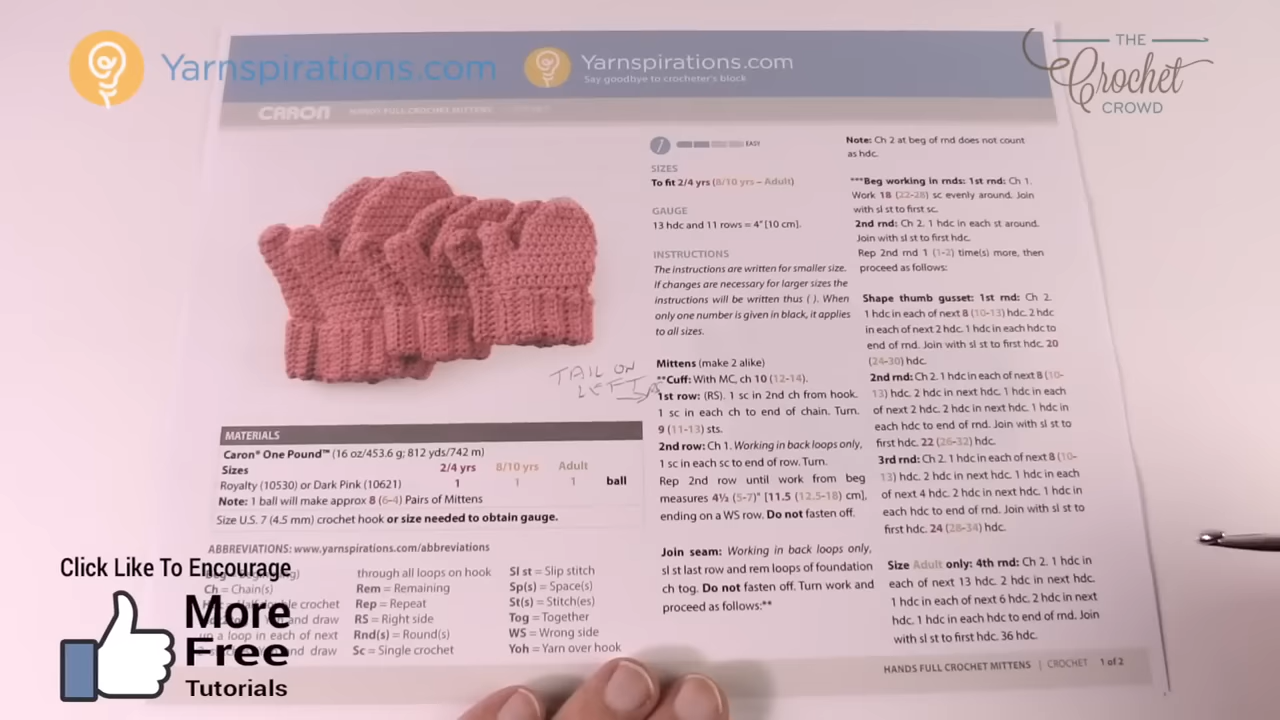 Yarnspirations.com
Yarnspirations.com
Say goodbye to crocheter's block
THE
Crochet
CROWD
CARON
HANDS FULL CROCHET MITTENS
TAIL ON
LEFT
MATERIALS
Caron® One Pound™ (16 oz/453.6 g; 812 yds/742 m)
Sizes 2/4 yrs 8/10 yrs Adult
Royalty (10530) or Dark Pink (10621) 1 1 1 ball
Note: 1 ball will make approx 8 (6-4) Pairs of Mittens
Size U.S. 7 (4.5 mm) crochet hook or size needed to obtain gauge.
ABBREVIATIONS: www.yarnspirations.com/abbreviations
Ch = Chain(s)
through all loops on hook
Rem = Remaining
Rep = Repeat
RS = Right side
Rnd(s) = Round(s)
Sc = Single crochet
Sl st = Slip stitch
Sp(s) = Space(s)
St(s) = Stitch(es)
Tog = Together
WS = Wrong side
Yoh = Yarn over hook
EASY
SIZES
To fit 2/4 yrs (8/10 yrs – Adult)
GAUGE
13 hdc and 11 rows = 4" [10 cm].
INSTRUCTIONS
The instructions are written for smaller size.
If changes are necessary for larger sizes the
instructions will be written thus ( ). When
only one number is given in black, it applies
to all sizes.
Mittens (make 2 alike)
**Cuff: With MC, ch 10 (12-14).
1st row: (RS). 1 sc in 2nd ch from hook.
1 sc in each ch to end of chain. Turn.
9 (11-13) sts.
2nd row: Ch 1. Working in back loops only,
1 sc in each sc to end of row. Turn.
Rep 2nd row until work from beg
measures 4½ (5-7)" [11.5 (12.5-18) cm],
ending on a WS row. Do not fasten off.
Join seam: Working in back loops only,
sl st last row and rem loops of foundation
ch tog. Do not fasten off. Turn work and
proceed as follows:**
Note: Ch 2 at beg of rnd does not count
as hdc.
***Beg working in rnds: 1st rnd: Ch 1.
Work 18 (22-28) sc evenly around. Join
with sl st to first sc.
2nd rnd: Ch 2. 1 hdc in each st around.
Join with sl st to first hdc.
Rep 2nd rnd 1 (1-2) time(s) more, then
proceed as follows:
Shape thumb gusset: 1st rnd: Ch 2.
1 hdc in each of next 8 (10-13) hdc. 2 hdc
in each of next 2 hdc. 1 hdc in each hdc to
end of rnd. Join with sl st to first hdc. 20
(24-30) hdc.
2nd rnd: Ch 2. 1 hdc in each of next 8 (10-
13) hdc. 2 hdc in next hdc. 1 hdc in each
of next 2 hdc. 2 hdc in next hdc. 1 hdc in
each hdc to end of rnd. Join with sl st to
first hdc. 22 (26-32) hdc.
3rd rnd: Ch 2. 1 hdc in each of next 8 (10-
13) hdc. 2 hdc in next hdc. 1 hdc in each
of next 4 hdc. 2 hdc in next hdc. 1 hdc in
each hdc to end of rnd. Join with sl st to
first hdc. 24 (28-34) hdc.
Size Adult only: 4th rnd: Ch 2. 1 hdc in
each of next 13 hdc. 2 hdc in next hdc.
1 hdc in each of next 6 hdc. 2 hdc in next
hdc. 1 hdc in each hdc to end of rnd. Join
with sl st to first hdc. 36 hdc.
HANDS FULL CROCHET MITTENS | CROCHET 1 of 2
Click Like To Encourage
More
Free
Tutorials